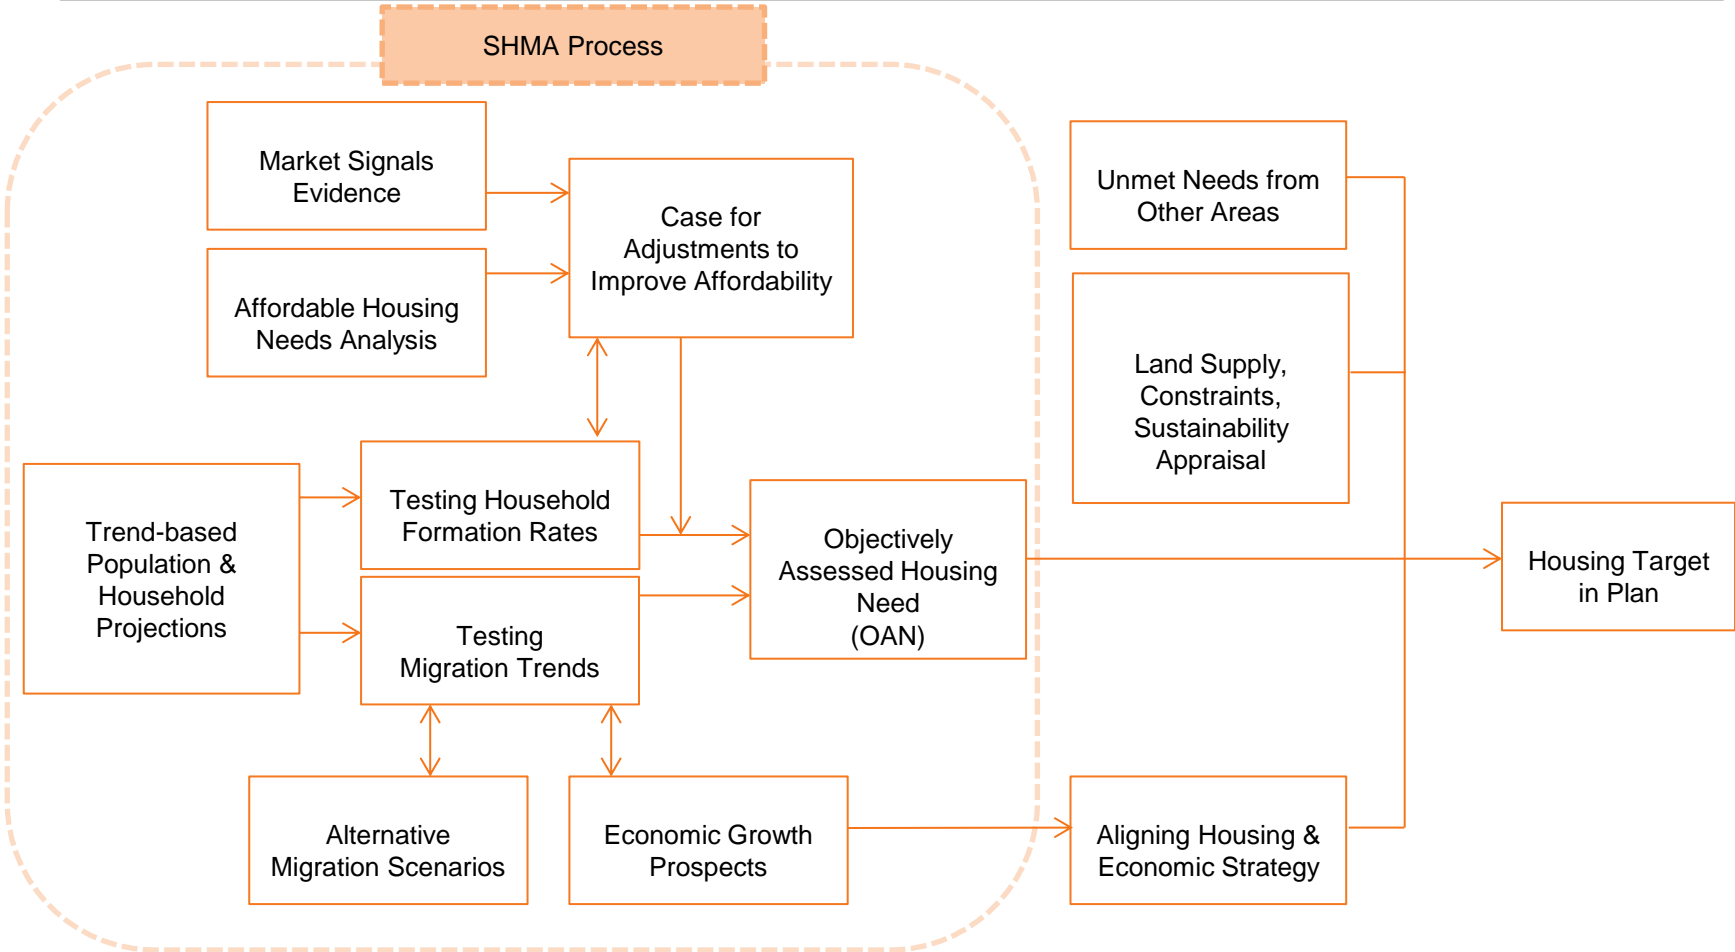 SHMA Process
Market Signals
Evidence
Affordable Housing
Needs Analysis
Case for
Adjustments to
Improve Affordability
Trend-based
Population &
Household
Projections
Testing Household
Formation Rates
Testing
Migration Trends
Objectively
Assessed Housing
Need
(OAN)
Alternative
Migration Scenarios
Economic Growth
Prospects
Unmet Needs from
Other Areas
Land Supply,
Constraints,
Sustainability
Appraisal
Aligning Housing &
Economic Strategy
Housing Target
in Plan